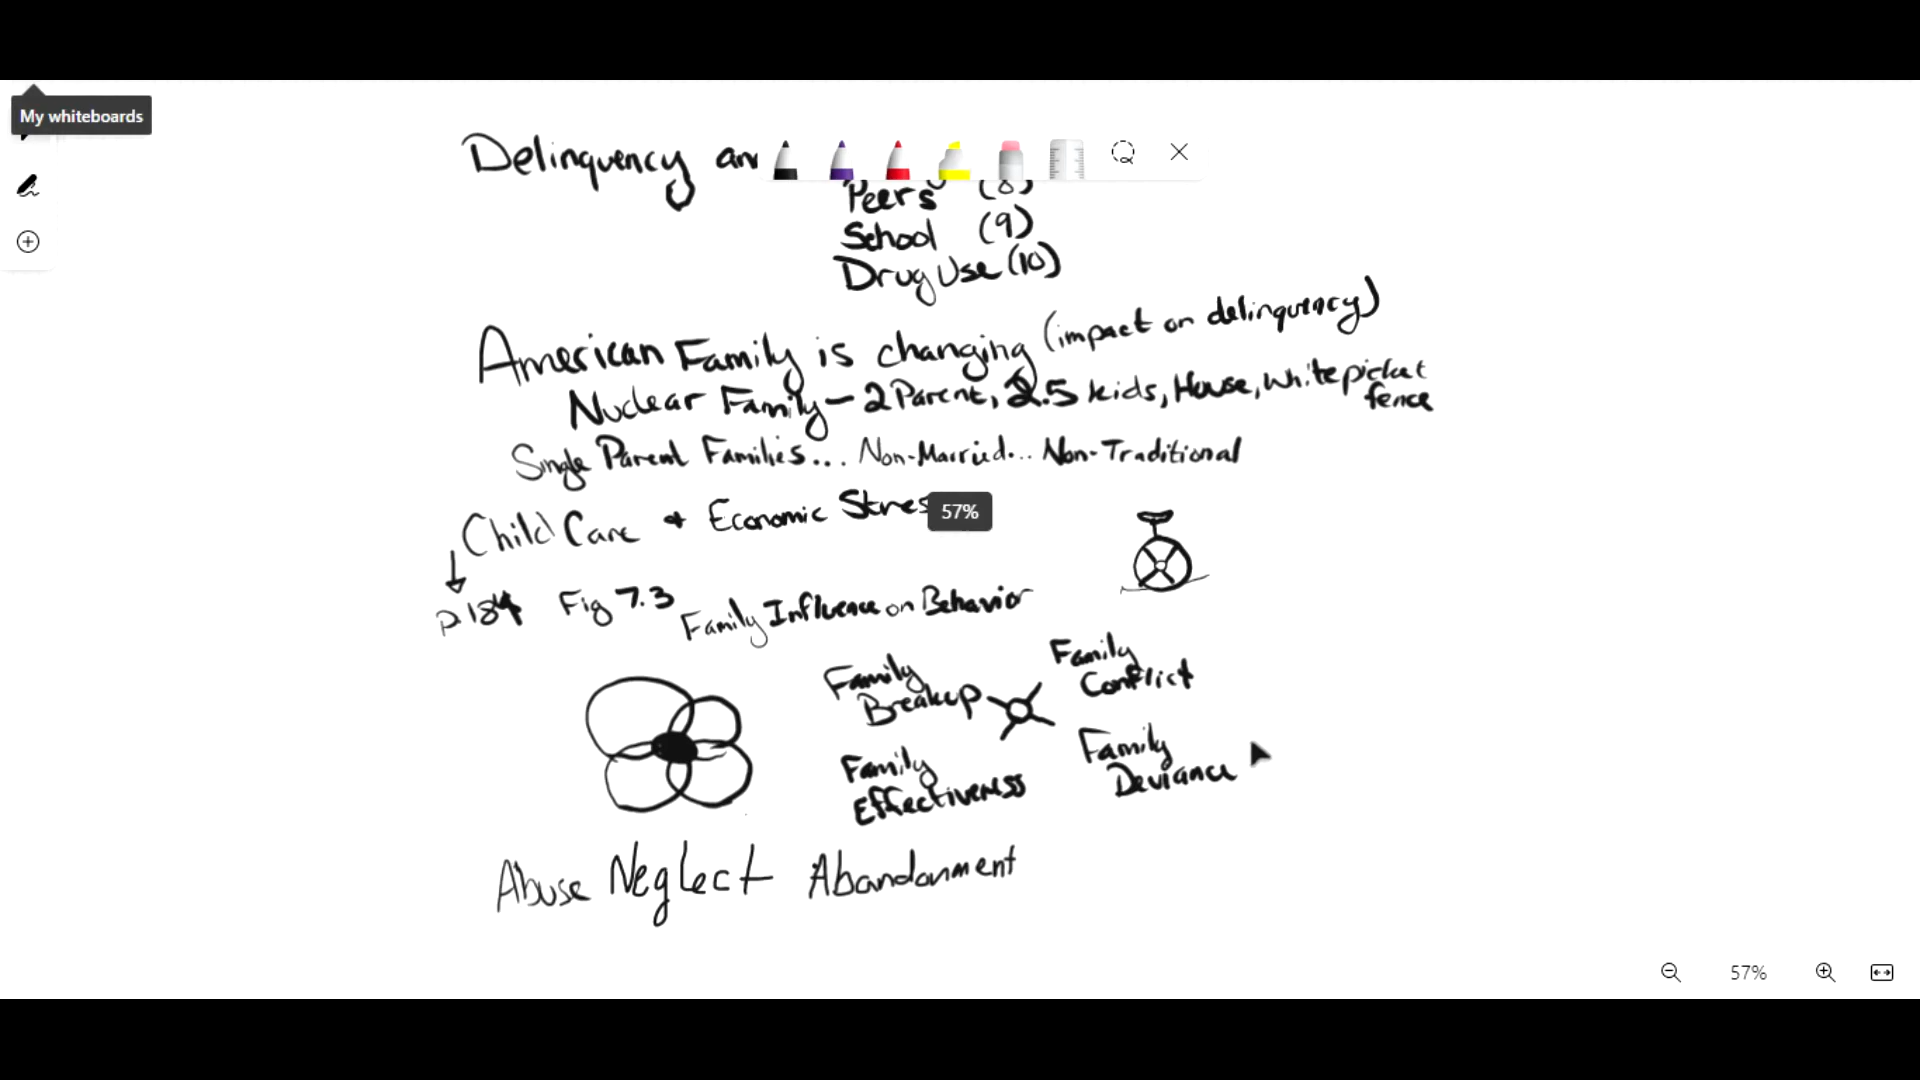 My whiteboards
Delinquency an
Peers (8)
School (9)
Drug Use (10)
American Family is changing (impact on delinquency)
Nuclear Family - 2 Parent, 2.5 kids, House, White picket fence
Single Parent Families... Non-Married... Non-Traditional
Child Care & Economic Stres
57%
p.184 Fig 7.3 Family Influence on Behavior
Family Breakup
Family Conflict
Family Effectiveness
Family Deviance
Abuse Neglect Abandonment
57%